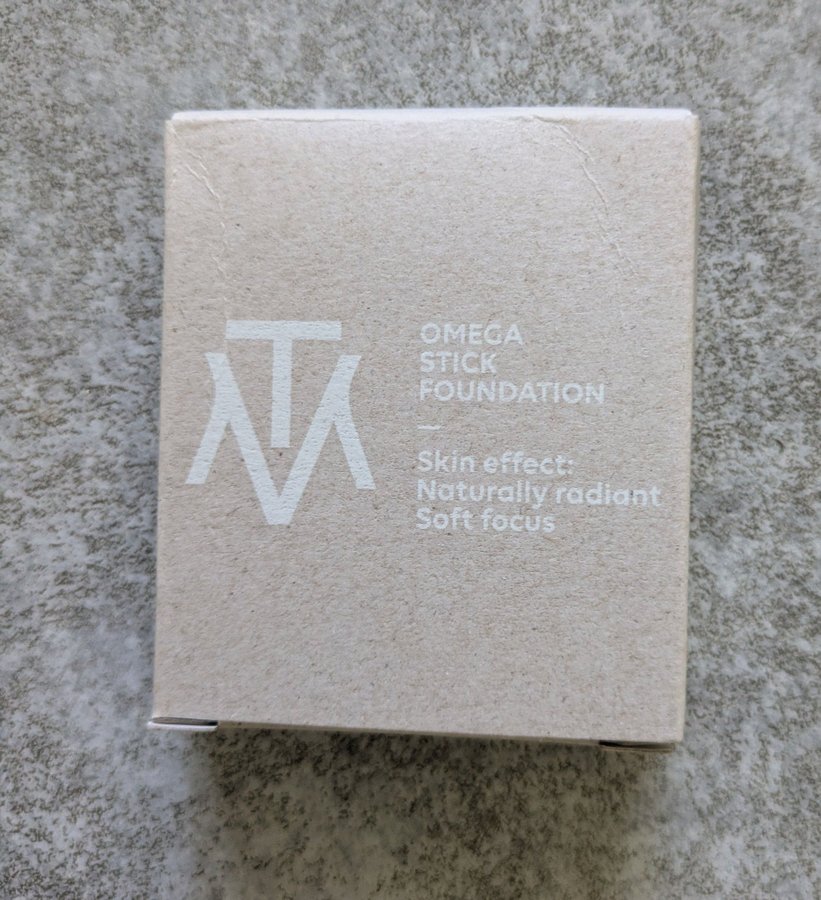 OMEGA
STICK
FOUNDATION
—
Skin effect:
Naturally radiant
Soft focus